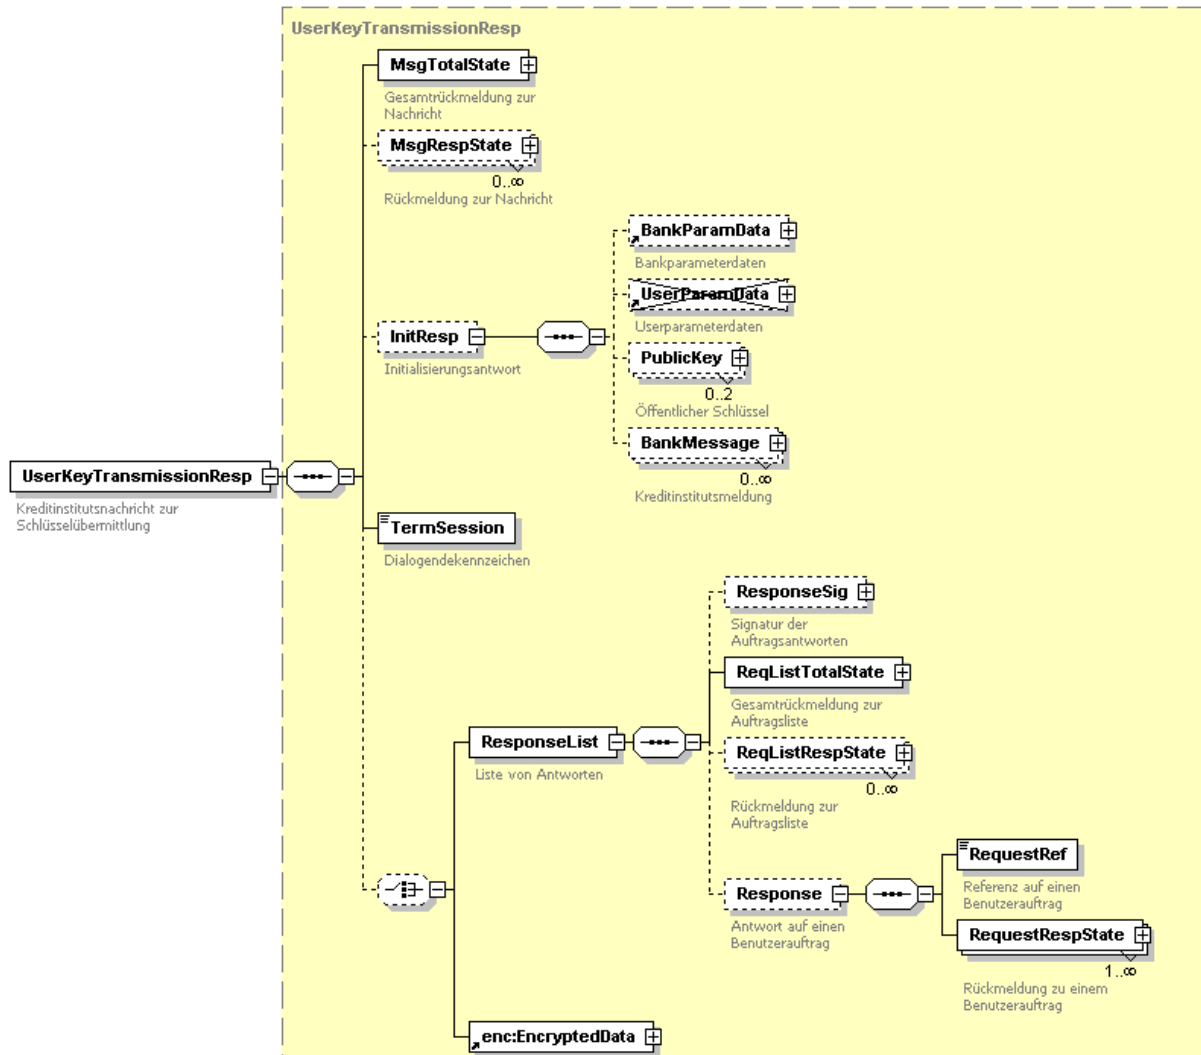 UserKeyTransmissionResp
MsgTotalState
Gesamtrückmeldung zur
Nachricht
MsgRespState
0..∞
Rückmeldung zur Nachricht
BankParamData
Bankparameterdaten
UserParamData
Userparameterdaten
InitResp
Initialisierungsantwort
PublicKey
0..2
Öffentlicher Schlüssel
BankMessage
0..∞
Kreditinstitutsmeldung
UserKeyTransmissionResp
Kreditinstitutsnachricht zur
Schlüsselübermittlung
TermSession
Dialogendekennzeichen
ResponseSig
Signatur der
Auftragsantworten
ReqListTotalState
Gesamtrückmeldung zur
Auftragsliste
ResponseList
Liste von Antworten
ReqListRespState
0..∞
Rückmeldung zur
Auftragsliste
Response
Antwort auf einen
Benutzerauftrag
RequestRef
Referenz auf einen
Benutzerauftrag
RequestRespState
1..∞
Rückmeldung zu einem
Benutzerauftrag
enc:EncryptedData